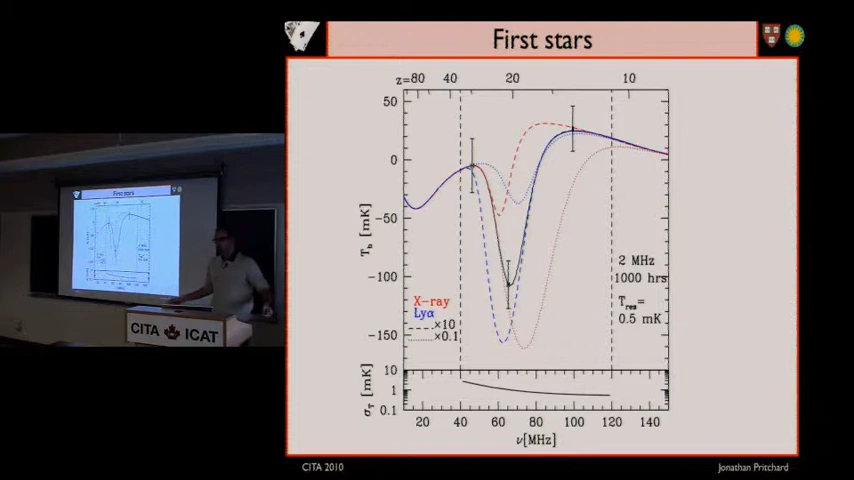 First stars
z=80 40 20 10
50
0
−50
−100
−150
T_b [mK]
2 MHz
1000 hrs
T_res=
0.5 mK
X-ray
Lyα
×10
×0.1
10
1
0.1
σ_T [mK]
20 40 60 80 100 120 140
ν[MHz]
CITA 2010
Jonathan Pritchard
First stars
CITA ICAT